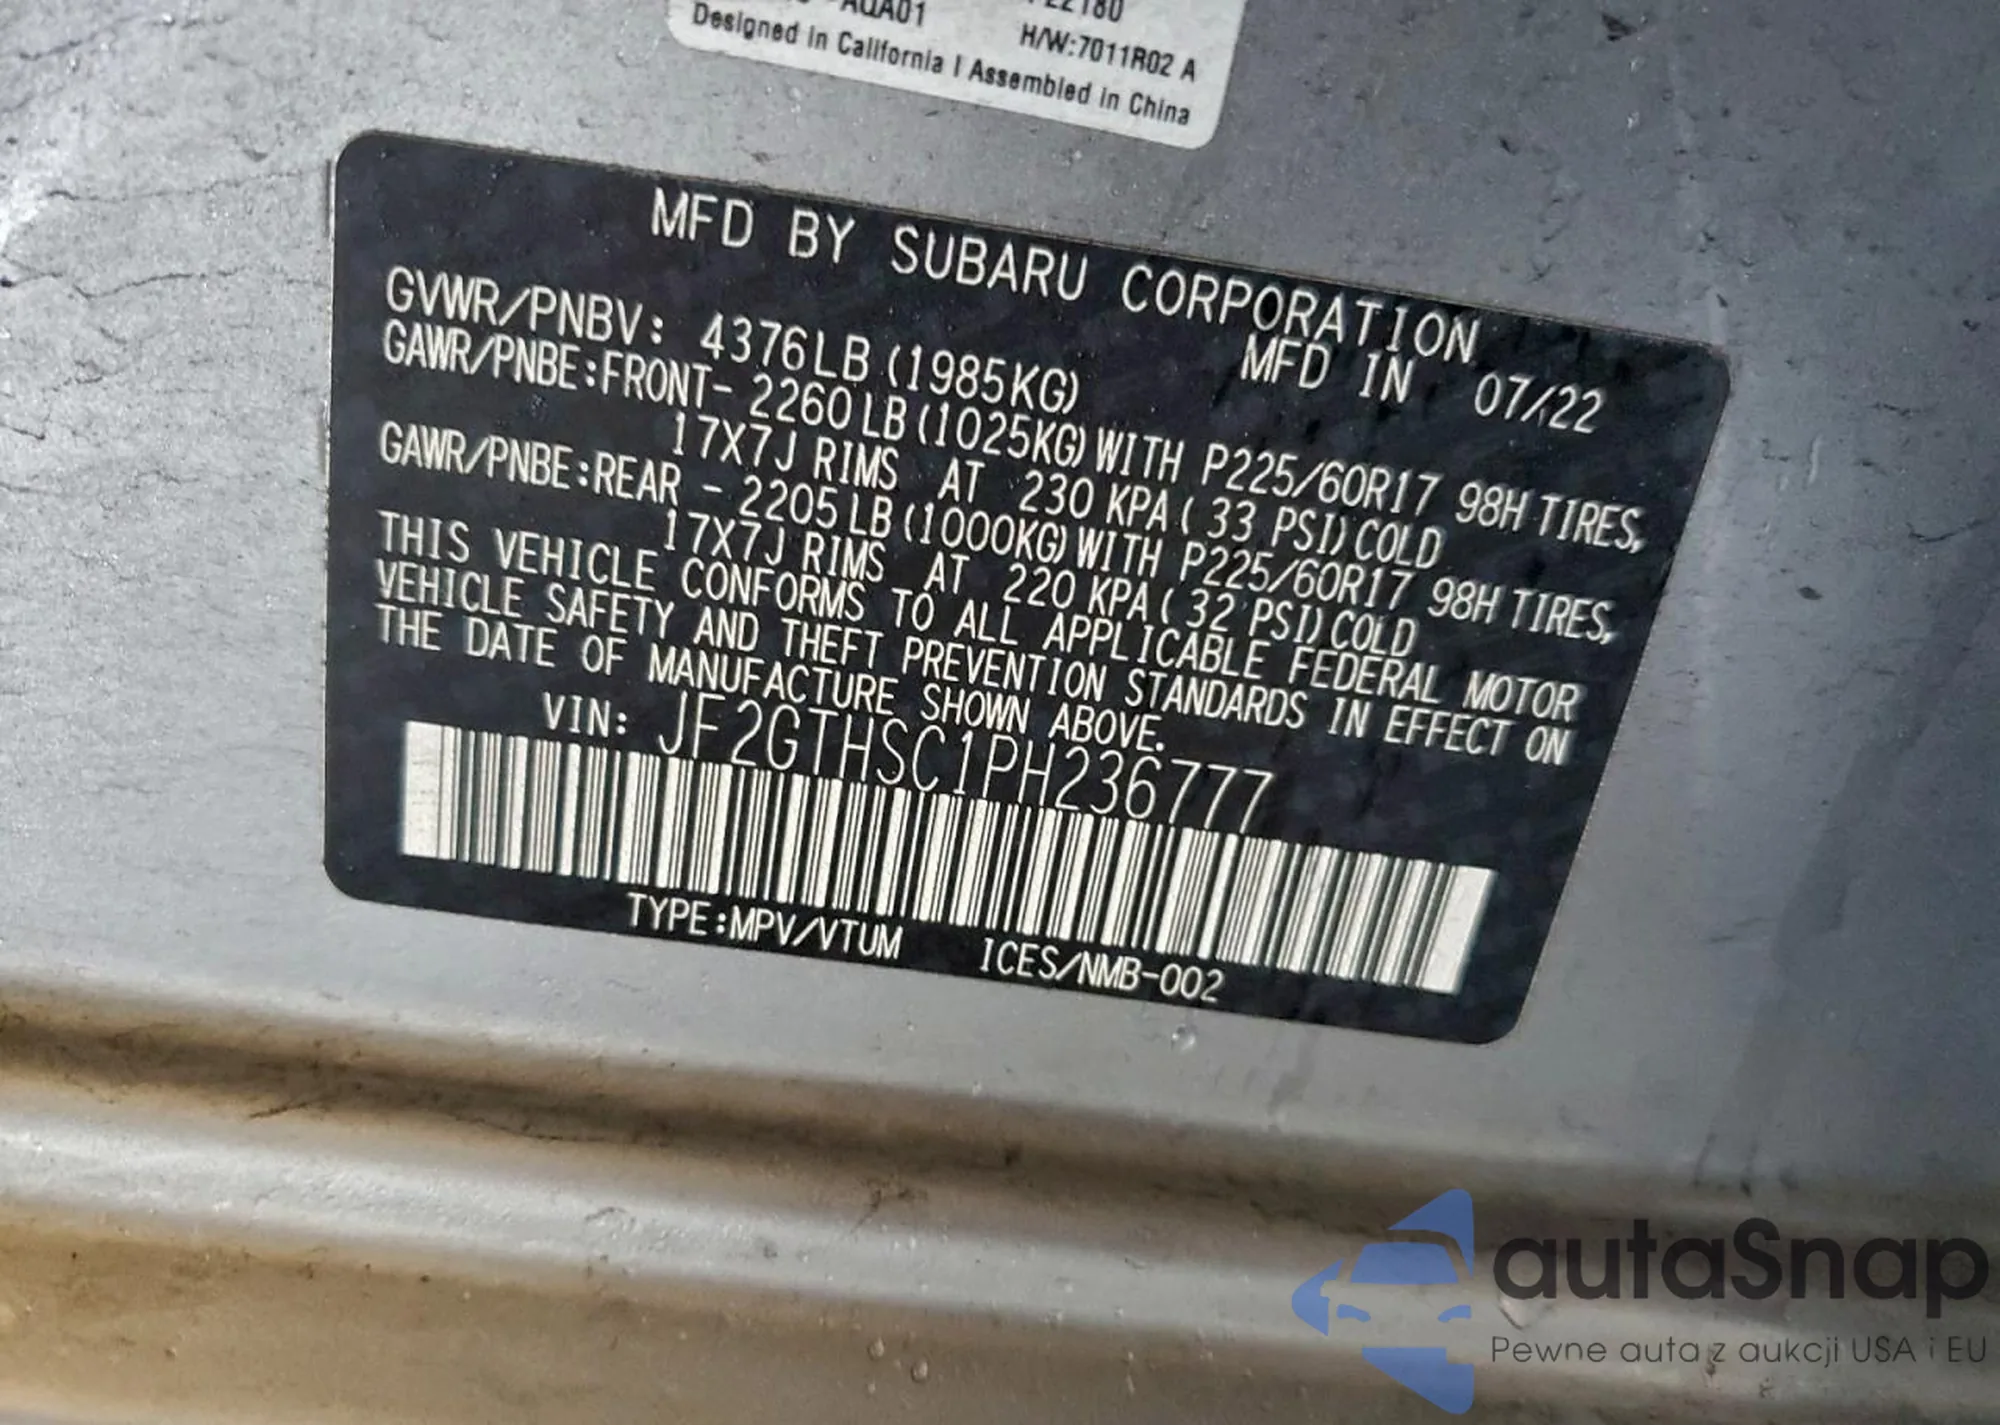 AQA01
H/W:7011R02 A
Designed in California I Assembled in China
MFD BY SUBARU CORPORATION
GVWR/PNBV: 4376LB (1985KG) MFD IN 07/22
GAWR/PNBE:FRONT- 2260 LB (1025KG) WITH P225/60R17 98H TIRES,
17X7J RIMS AT 230 KPA ( 33 PSI) COLD
GAWR/PNBE:REAR - 2205 LB (1000KG) WITH P225/60R17 98H TIRES,
17X7J RIMS AT 220 KPA ( 32 PSI) COLD
THIS VEHICLE CONFORMS TO ALL APPLICABLE FEDERAL MOTOR
VEHICLE SAFETY AND THEFT PREVENTION STANDARDS IN EFFECT ON
THE DATE OF MANUFACTURE SHOWN ABOVE.
VIN: JF2GTHSC1PH236777
TYPE:MPV/VTUM ICES/NMB-002
autaSnap
Pewne auta z aukcji USA i EU